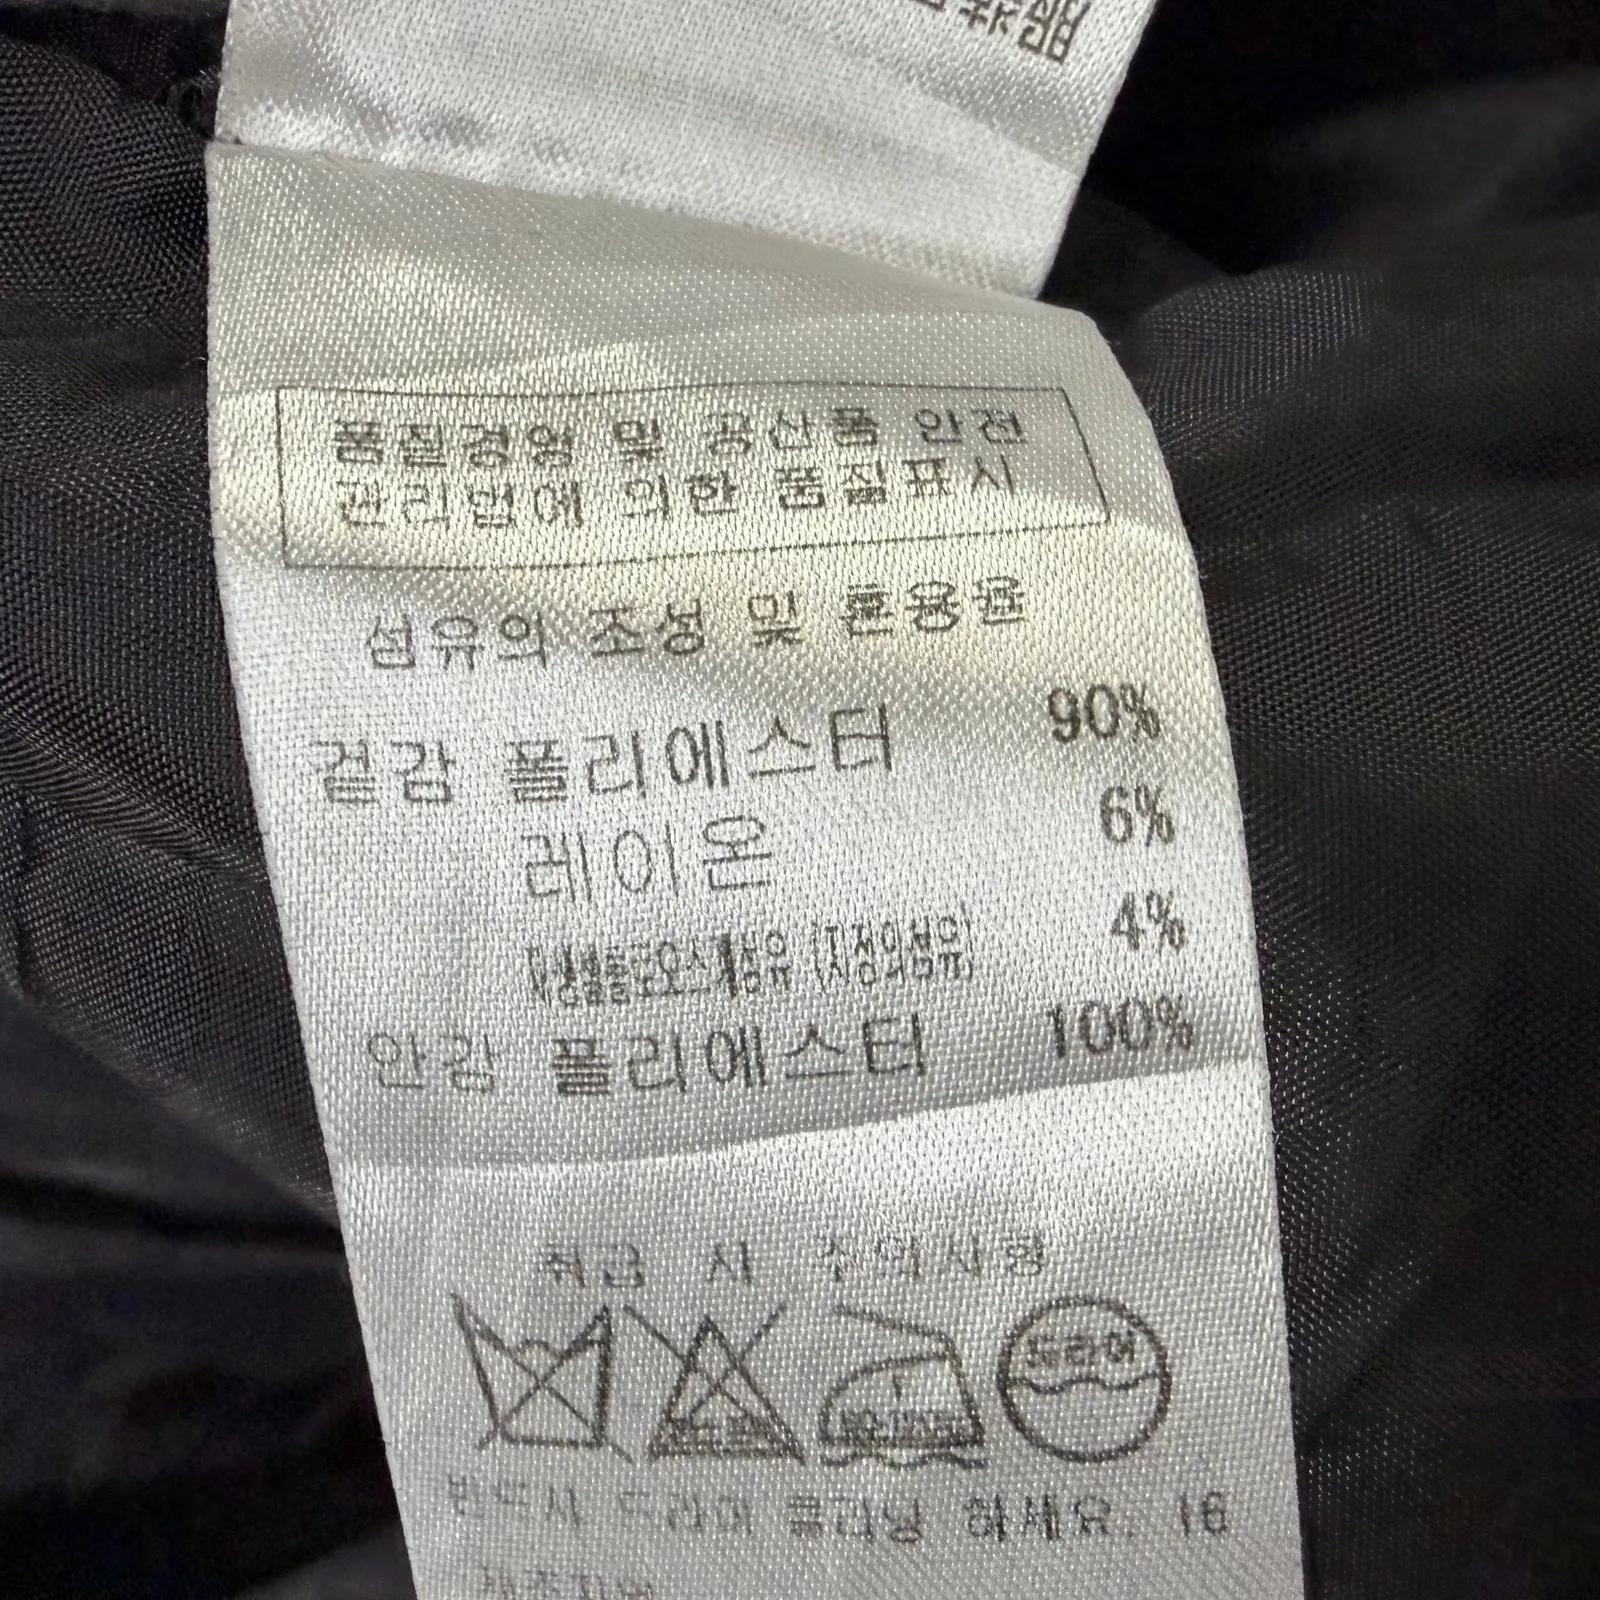 품질경영 및 공산품 안전
관리법에 의한 품질표시
섬유의 조성 및 혼용율
겉감 폴리에스터 90%
레이온 6%
4%
안감 폴리에스터 100%
취급 시 주의사항
드라이
반드시 드라이 클리닝 하세요. 16